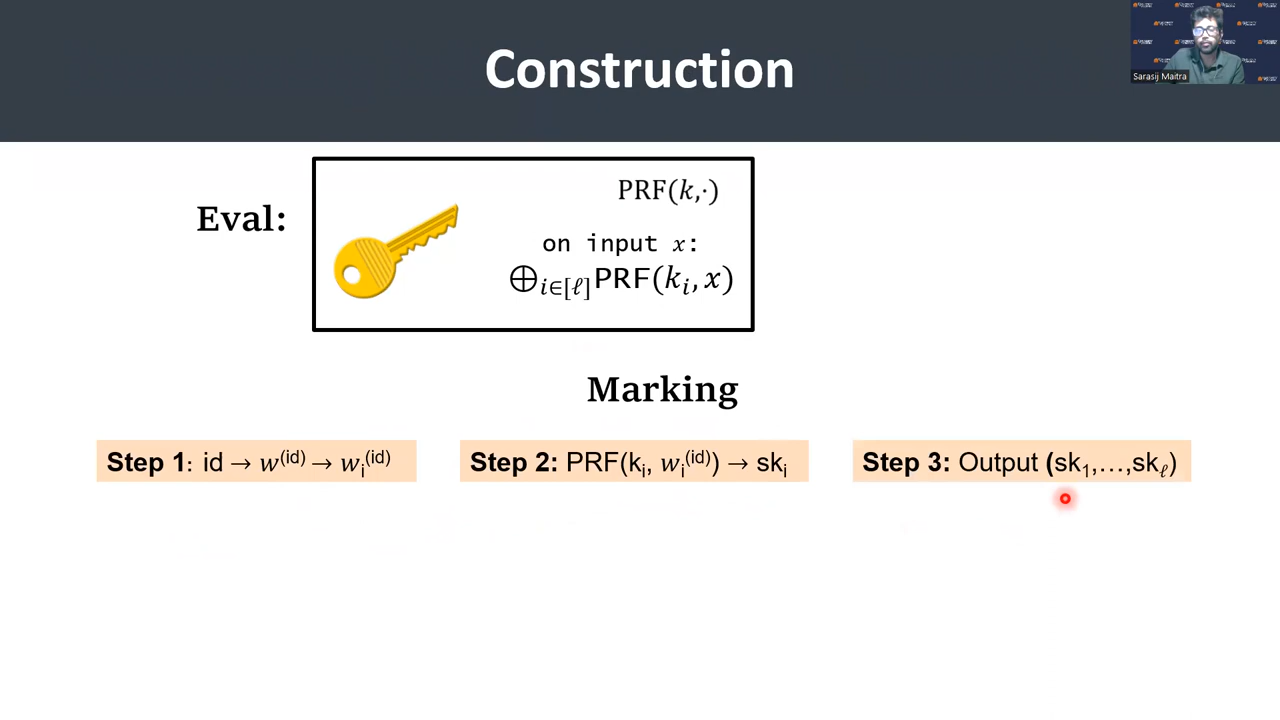 Construction
Sarasij Maitra
Eval:
PRF(k,·)
on input x:
⊕i∈[ℓ]PRF(ki, x)
Marking
Step 1: id → w(id) → wi(id)
Step 2: PRF(ki, wi(id)) → ski
Step 3: Output (sk1,…,skℓ)